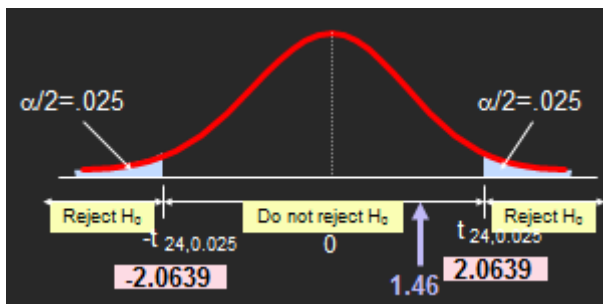 α/2=.025
α/2=.025
Reject H₀
Do not reject H₀
Reject H₀
-t 24,0.025
0
t 24,0.025
-2.0639
1.46
2.0639